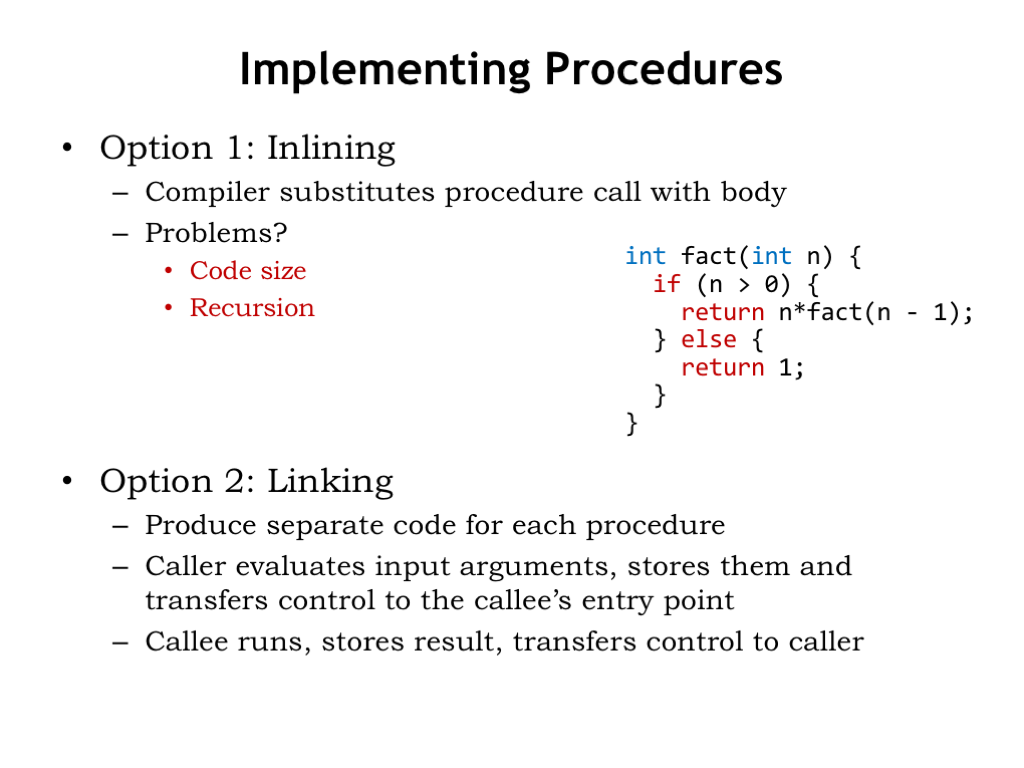 Implementing Procedures
• Option 1: Inlining
– Compiler substitutes procedure call with body
– Problems?
• Code size
• Recursion
int fact(int n) {
  if (n > 0) {
    return n*fact(n - 1);
  } else {
    return 1;
  }
}
• Option 2: Linking
– Produce separate code for each procedure
– Caller evaluates input arguments, stores them and
transfers control to the callee’s entry point
– Callee runs, stores result, transfers control to caller